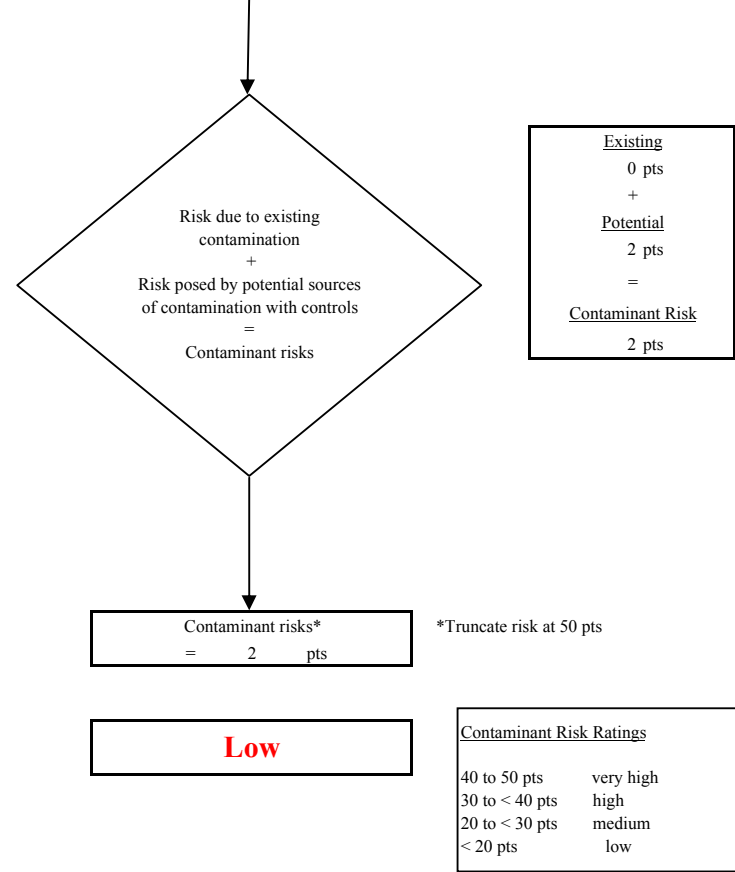 Risk due to existing
contamination
+
Risk posed by potential sources
of contamination with controls
=
Contaminant risks
Existing
0 pts
+
Potential
2 pts
=
Contaminant Risk
2 pts
Contaminant risks*
= 2 pts
*Truncate risk at 50 pts
Low
Contaminant Risk Ratings
40 to 50 pts very high
30 to < 40 pts high
20 to < 30 pts medium
< 20 pts low